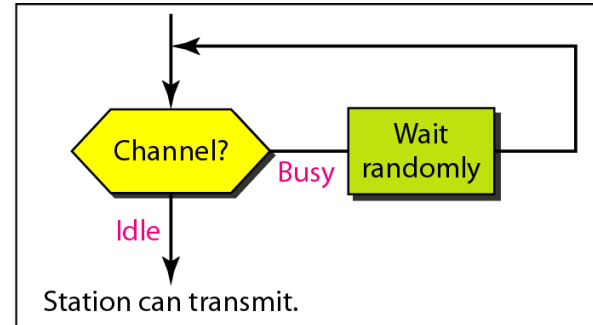 Channel?
Busy
Wait
randomly
Idle
Station can transmit.